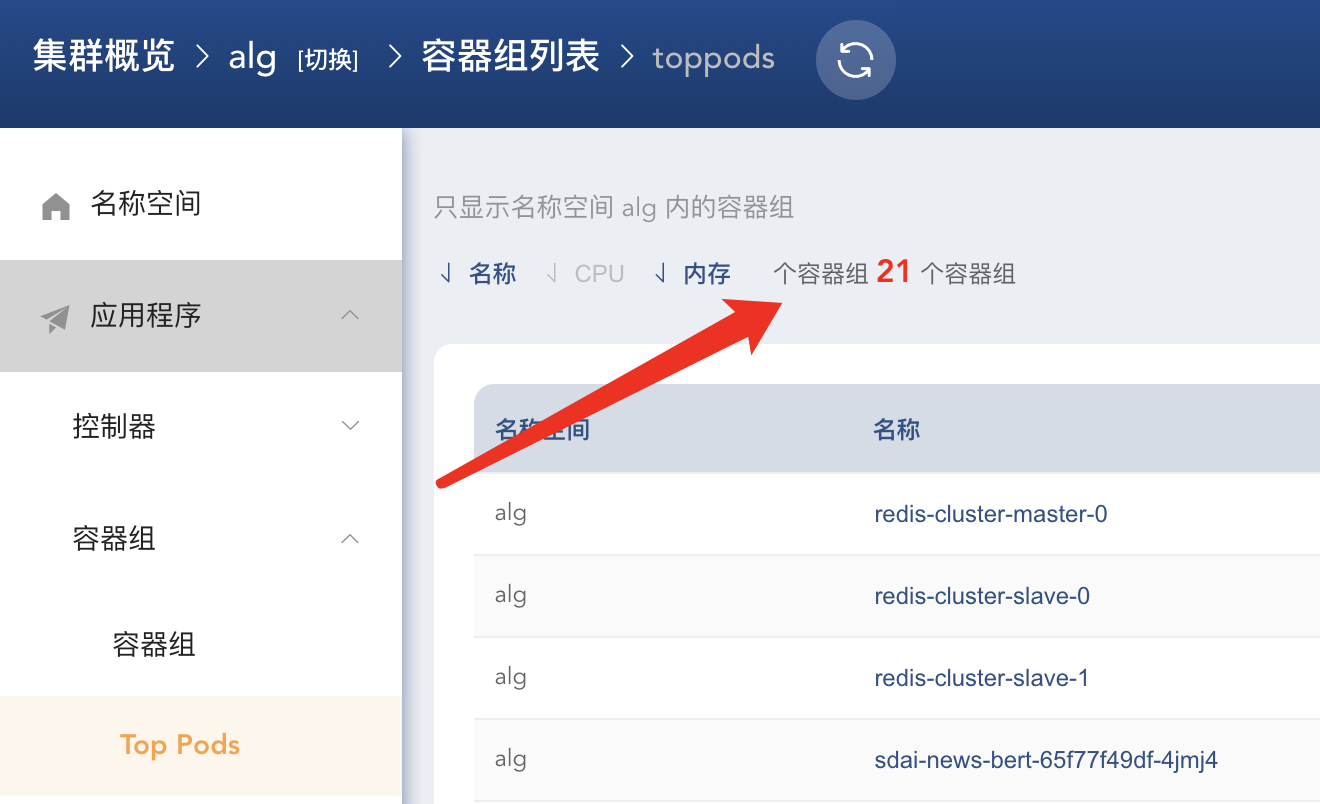 集群概览 > alg [切换] > 容器组列表 > toppods
名称空间
应用程序
控制器
容器组
容器组
Top Pods
只显示名称空间 alg 内的容器组
名称 CPU 内存 个容器组 21 个容器组
名称空间 名称
alg redis-cluster-master-0
alg redis-cluster-slave-0
alg redis-cluster-slave-1
alg sdai-news-bert-65f77f49df-4jmj4